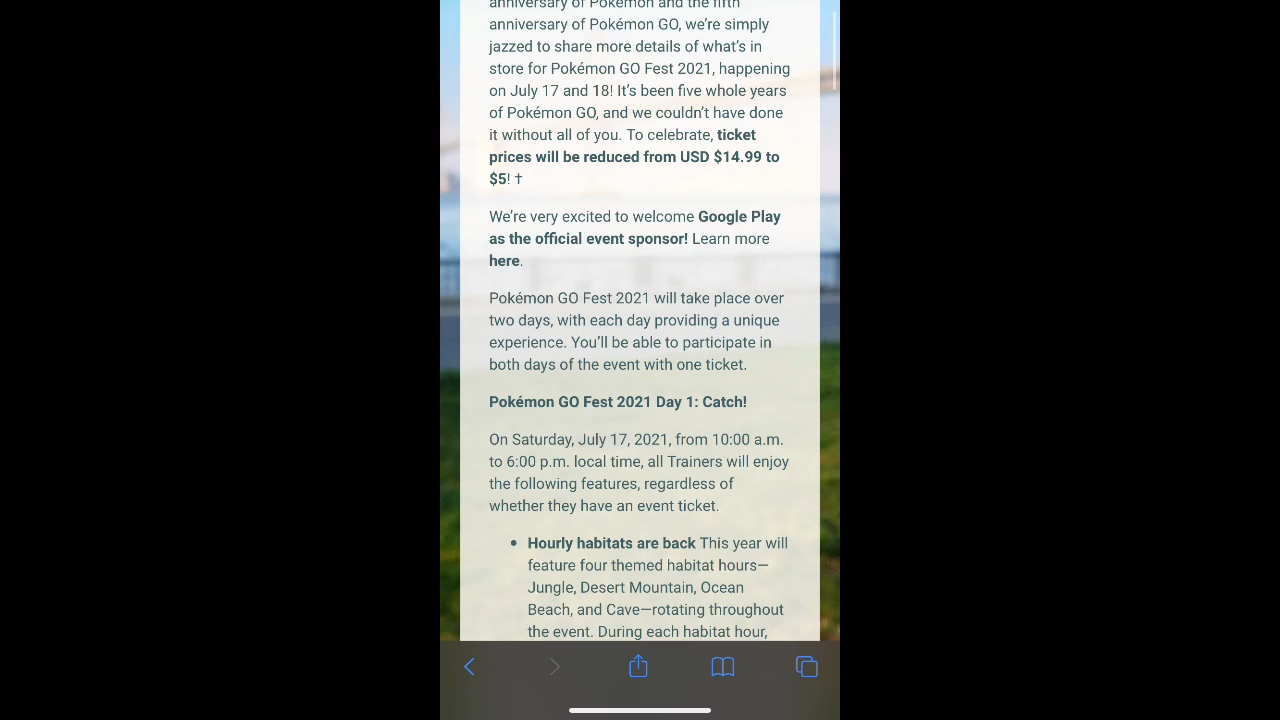 anniversary of Pokémon and the fifth
anniversary of Pokémon GO, we’re simply
jazzed to share more details of what’s in
store for Pokémon GO Fest 2021, happening
on July 17 and 18! It’s been five whole years
of Pokémon GO, and we couldn’t have done
it without all of you. To celebrate, ticket
prices will be reduced from USD $14.99 to
$5! †
We’re very excited to welcome Google Play
as the official event sponsor! Learn more
here.
Pokémon GO Fest 2021 will take place over
two days, with each day providing a unique
experience. You’ll be able to participate in
both days of the event with one ticket.
Pokémon GO Fest 2021 Day 1: Catch!
On Saturday, July 17, 2021, from 10:00 a.m.
to 6:00 p.m. local time, all Trainers will enjoy
the following features, regardless of
whether they have an event ticket.
• Hourly habitats are back This year will
feature four themed habitat hours—
Jungle, Desert Mountain, Ocean
Beach, and Cave—rotating throughout
the event. During each habitat hour,